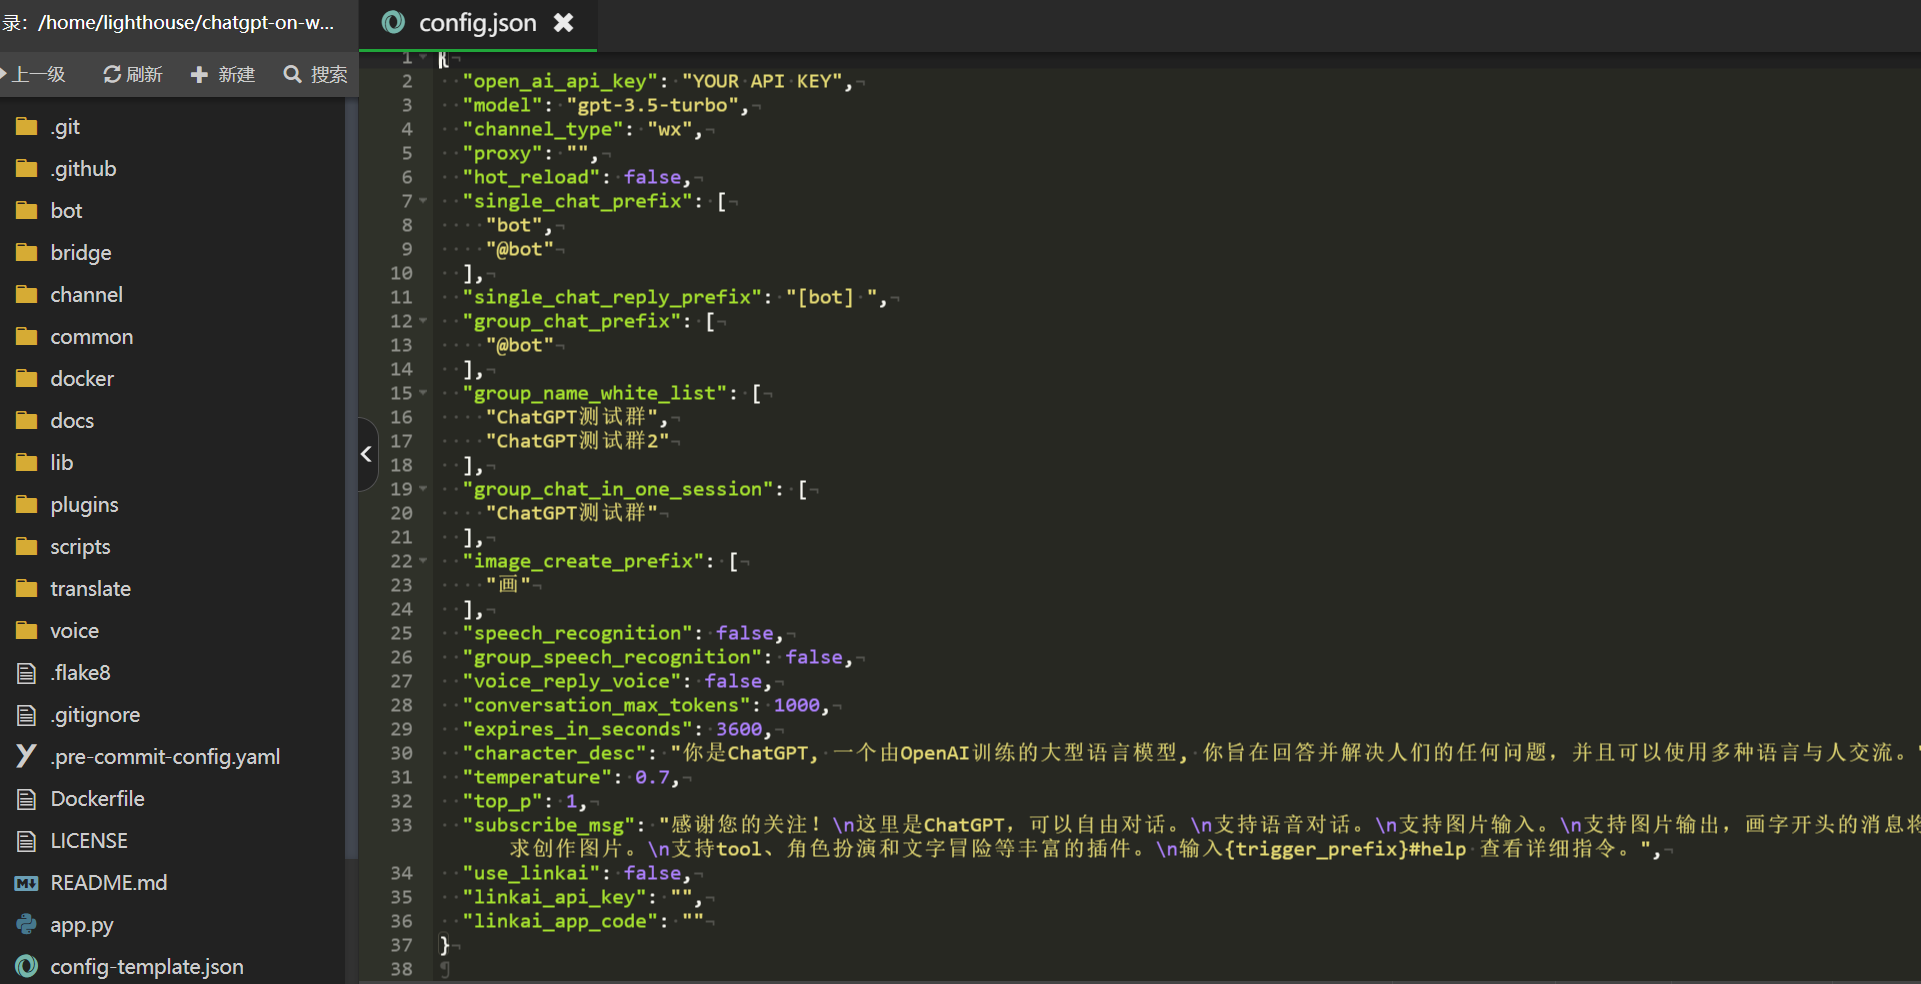 录: /home/lighthouse/chatgpt-on-w...
上一级 刷新 新建 搜索
.git
.github
bot
bridge
channel
common
docker
docs
lib
plugins
scripts
translate
voice
.flake8
.gitignore
.pre-commit-config.yaml
Dockerfile
LICENSE
README.md
app.py
config-template.json
config.json
1 {
2 "open_ai_api_key": "YOUR API KEY",
3 "model": "gpt-3.5-turbo",
4 "channel_type": "wx",
5 "proxy": "",
6 "hot_reload": false,
7 "single_chat_prefix": [
8 "bot",
9 "@bot"
10 ],
11 "single_chat_reply_prefix": "[bot] ",
12 "group_chat_prefix": [
13 "@bot"
14 ],
15 "group_name_white_list": [
16 "ChatGPT测试群",
17 "ChatGPT测试群2"
18 ],
19 "group_chat_in_one_session": [
20 "ChatGPT测试群"
21 ],
22 "image_create_prefix": [
23 "画"
24 ],
25 "speech_recognition": false,
26 "group_speech_recognition": false,
27 "voice_reply_voice": false,
28 "conversation_max_tokens": 1000,
29 "expires_in_seconds": 3600,
30 "character_desc": "你是ChatGPT, 一个由OpenAI训练的大型语言模型, 你旨在回答并解决人们的任何问题，并且可以使用多种语言与人交流。"
31 "temperature": 0.7,
32 "top_p": 1,
33 "subscribe_msg": "感谢您的关注！\n这里是ChatGPT，可以自由对话。\n支持语音对话。\n支持图片输入。\n支持图片输出，画字开头的消息将
求创作图片。\n支持tool、角色扮演和文字冒险等丰富的插件。\n输入{trigger_prefix}#help 查看详细指令。",
34 "use_linkai": false,
35 "linkai_api_key": "",
36 "linkai_app_code": ""
37 }
38